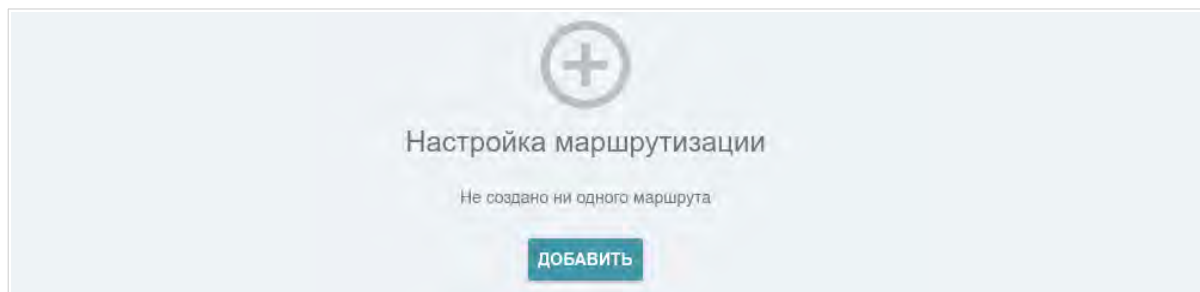 Настройка маршрутизации
Не создано ни одного маршрута
ДОБАВИТЬ